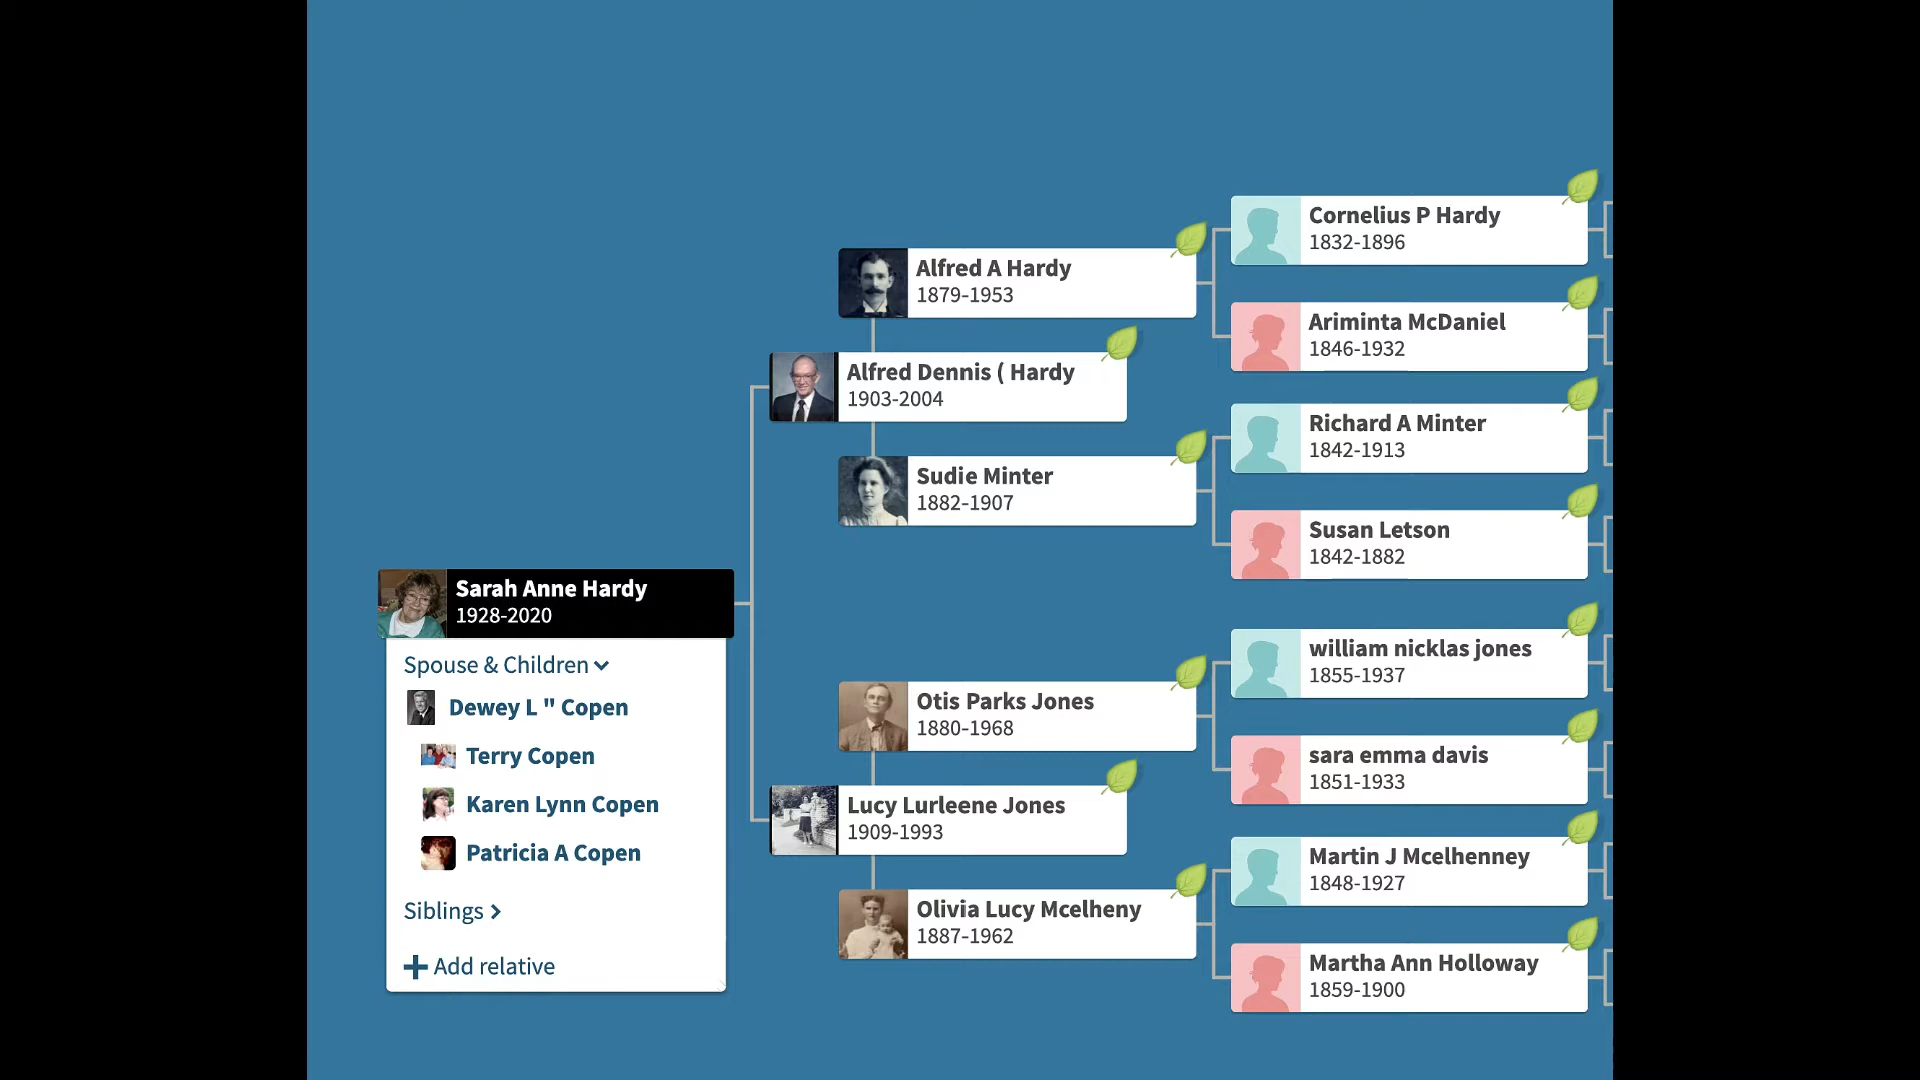 Cornelius P Hardy
1832-1896
Alfred A Hardy
1879-1953
Ariminta McDaniel
1846-1932
Alfred Dennis ( Hardy
1903-2004
Richard A Minter
1842-1913
Sudie Minter
1882-1907
Susan Letson
1842-1882
Sarah Anne Hardy
1928-2020
Spouse & Children
Dewey L " Copen
Terry Copen
Karen Lynn Copen
Patricia A Copen
Siblings
Add relative
william nicklas jones
1855-1937
Otis Parks Jones
1880-1968
sara emma davis
1851-1933
Lucy Lurleene Jones
1909-1993
Martin J Mcelhenney
1848-1927
Olivia Lucy Mcelheny
1887-1962
Martha Ann Holloway
1859-1900